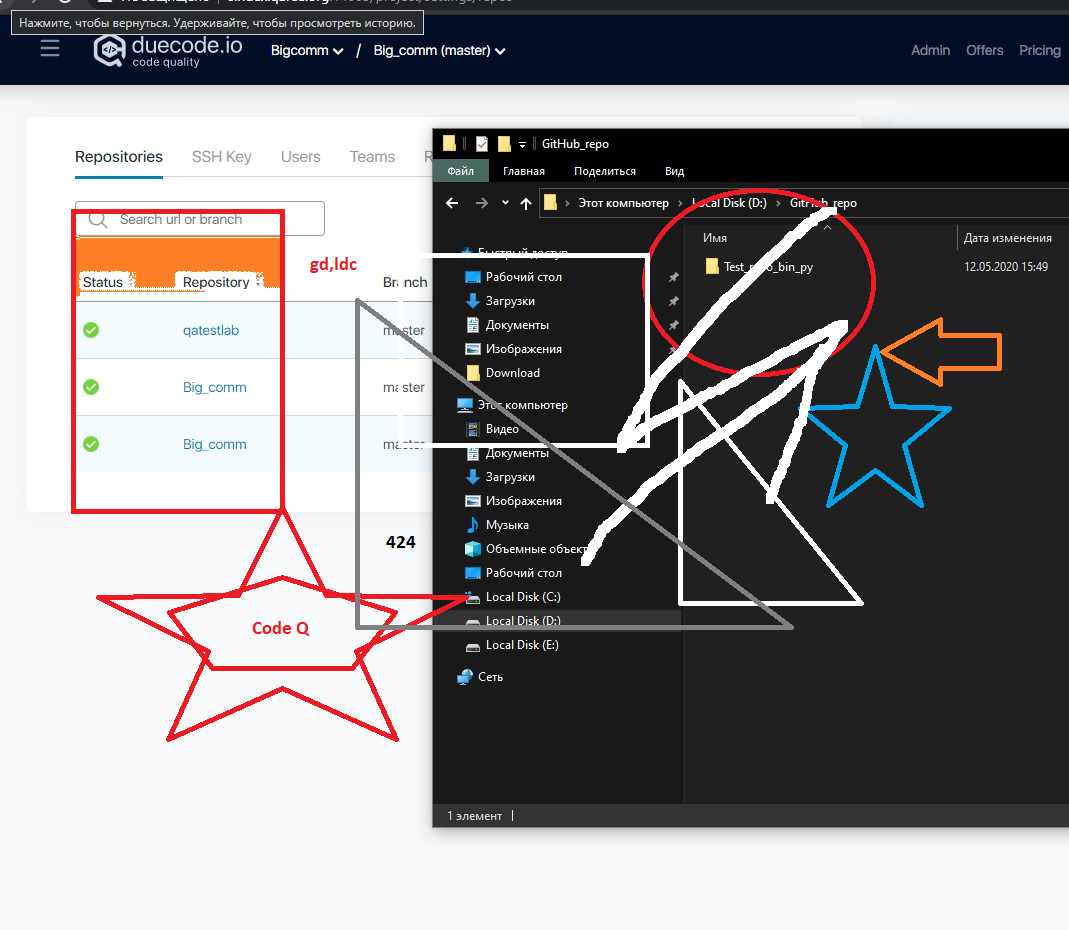 Нажмите, чтобы вернуться. Удерживайте, чтобы просмотреть историю.
duecode.io
code quality
Bigcomm / Big_comm (master)
Admin Offers Pricing
Repositories SSH Key Users Teams R
Search url or branch
gd,ldc
Status Repository Branch
qatestlab master
Big_comm master
Big_comm master
424
Code Q
GitHub_repo
Файл Главная Поделиться Вид
Этот компьютер Local Disk (D:) GitHub_repo
Имя Дата изменения
Test_repo_bin_py 12.05.2020 15:49
Быстрый доступ
Рабочий стол
Загрузки
Документы
Изображения
Download
Этот компьютер
Видео
Документы
Загрузки
Изображения
Музыка
Объемные объект
Рабочий стол
Local Disk (C:)
Local Disk (D:)
Local Disk (E:)
Сеть
1 элемент